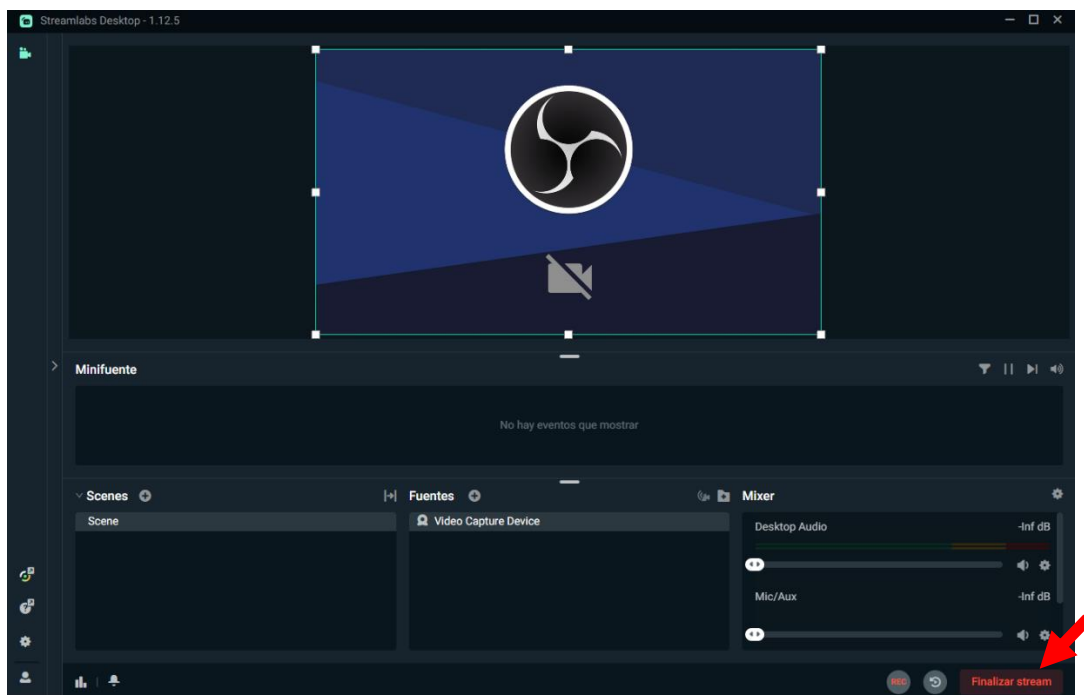 Streamlabs Desktop - 1.12.5
Minifuente
No hay eventos que mostrar
Scenes
Fuentes
Mixer
Scene
Video Capture Device
Desktop Audio
-Inf dB
Mic/Aux
-Inf dB
REC
Finalizar stream